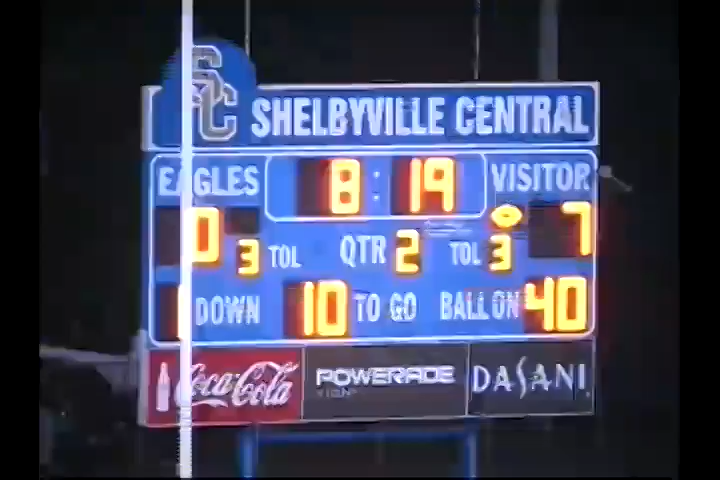 SC SHELBYVILLE CENTRAL
EAGLES 8:19 VISITOR
0 3 TOL QTR 2 TOL 3 7
1 DOWN 10 TO GO BALL ON 40
Coca-Cola POWERADE DASANI